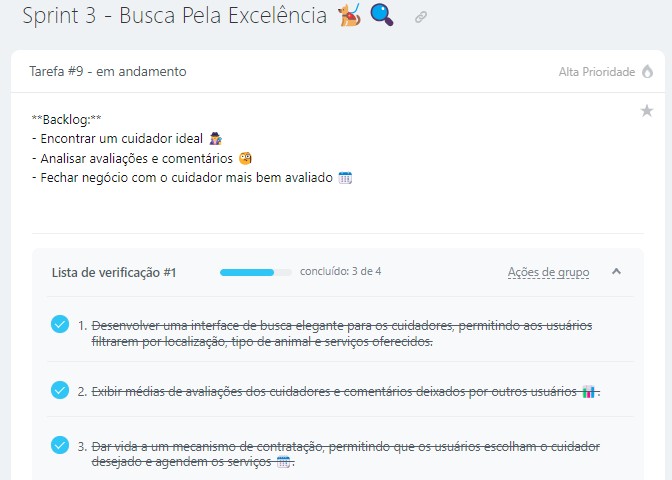 Sprint 3 - Busca Pela Excelência 🐕‍🦺 🔍
Tarefa #9 - em andamento
Alta Prioridade
**Backlog:**
- Encontrar um cuidador ideal 🕵️‍♀️
- Analisar avaliações e comentários 🧐
- Fechar negócio com o cuidador mais bem avaliado 📅
Lista de verificação #1
concluído: 3 de 4
Ações de grupo
1. Desenvolver uma interface de busca elegante para os cuidadores, permitindo aos usuários
filtrarem por localização, tipo de animal e serviços oferecidos.
2. Exibir médias de avaliações dos cuidadores e comentários deixados por outros usuários 📊.
3. Dar vida a um mecanismo de contratação, permitindo que os usuários escolham o cuidador
desejado e agendem os serviços 📅.